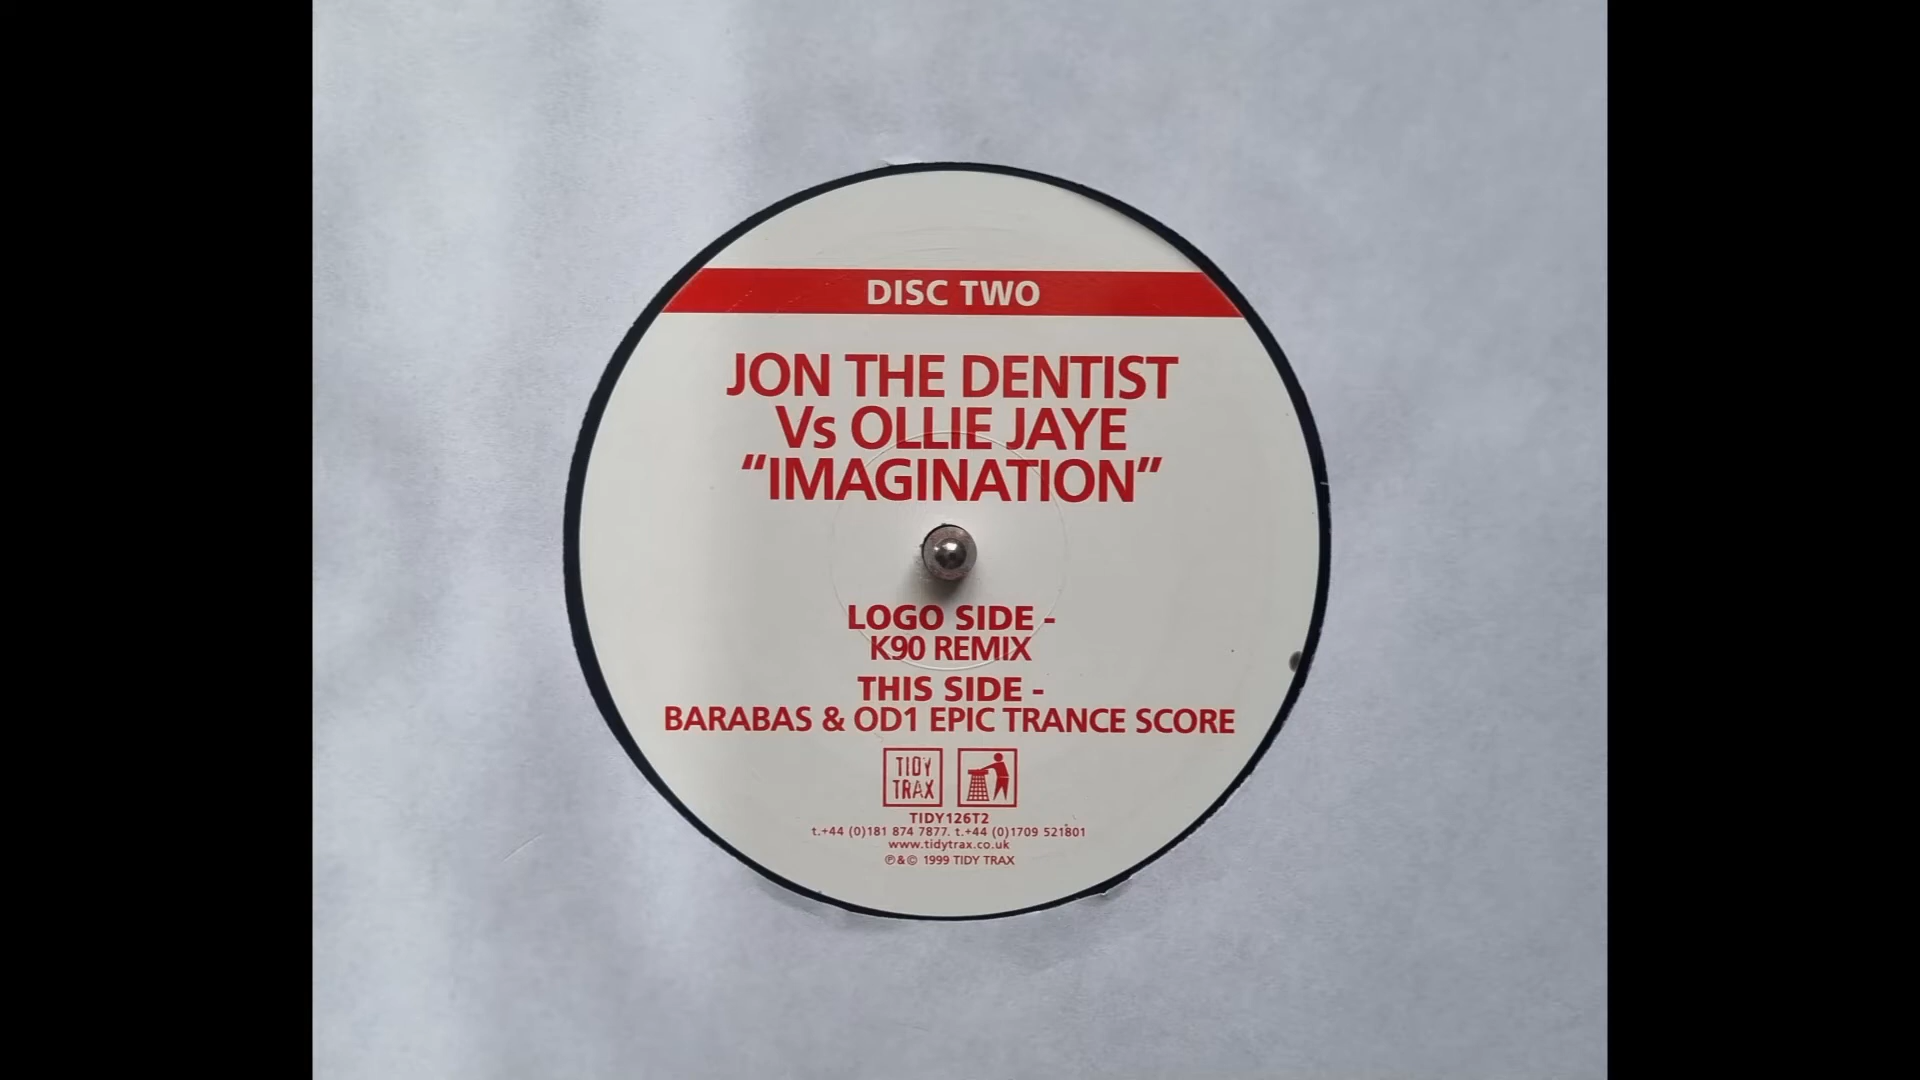 DISC TWO
JON THE DENTIST
Vs OLLIE JAYE
“IMAGINATION”
LOGO SIDE -
K90 REMIX
THIS SIDE -
BARABAS & OD1 EPIC TRANCE SCORE
TIDY
TRAX
TIDY126T2
t.+44 (0)181 874 7877. t.+44 (0)1709 521801
www.tidytrax.co.uk
℗&© 1999 TIDY TRAX